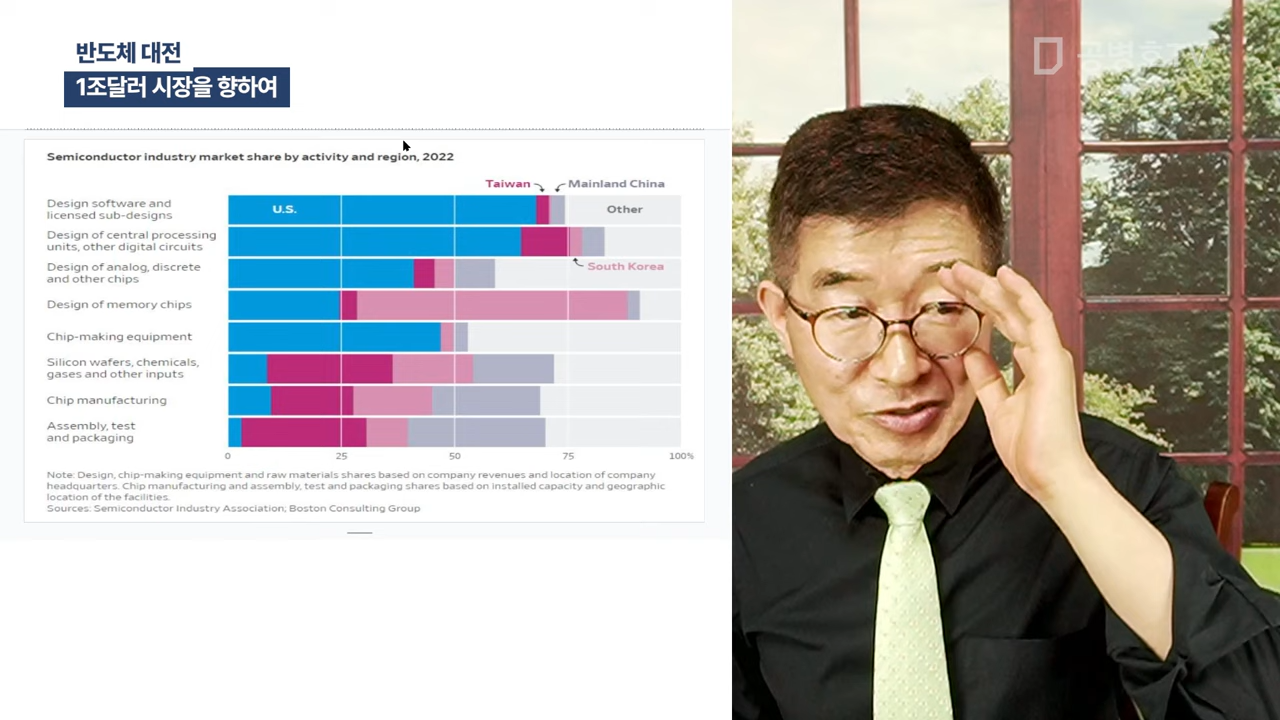 반도체 대전
1조달러 시장을 향하여
공병호TV
Semiconductor industry market share by activity and region, 2022
Taiwan
Mainland China
Design software and
licensed sub-designs
U.S.
Other
Design of central processing
units, other digital circuits
South Korea
Design of analog, discrete
and other chips
Design of memory chips
Chip-making equipment
Silicon wafers, chemicals,
gases and other inputs
Chip manufacturing
Assembly, test
and packaging
0
25
50
75
100%
Note: Design, chip-making equipment and raw materials shares based on company revenues and location of company
headquarters. Chip manufacturing and assembly, test and packaging shares based on installed capacity and geographic
location of the facilities.
Sources: Semiconductor Industry Association; Boston Consulting Group